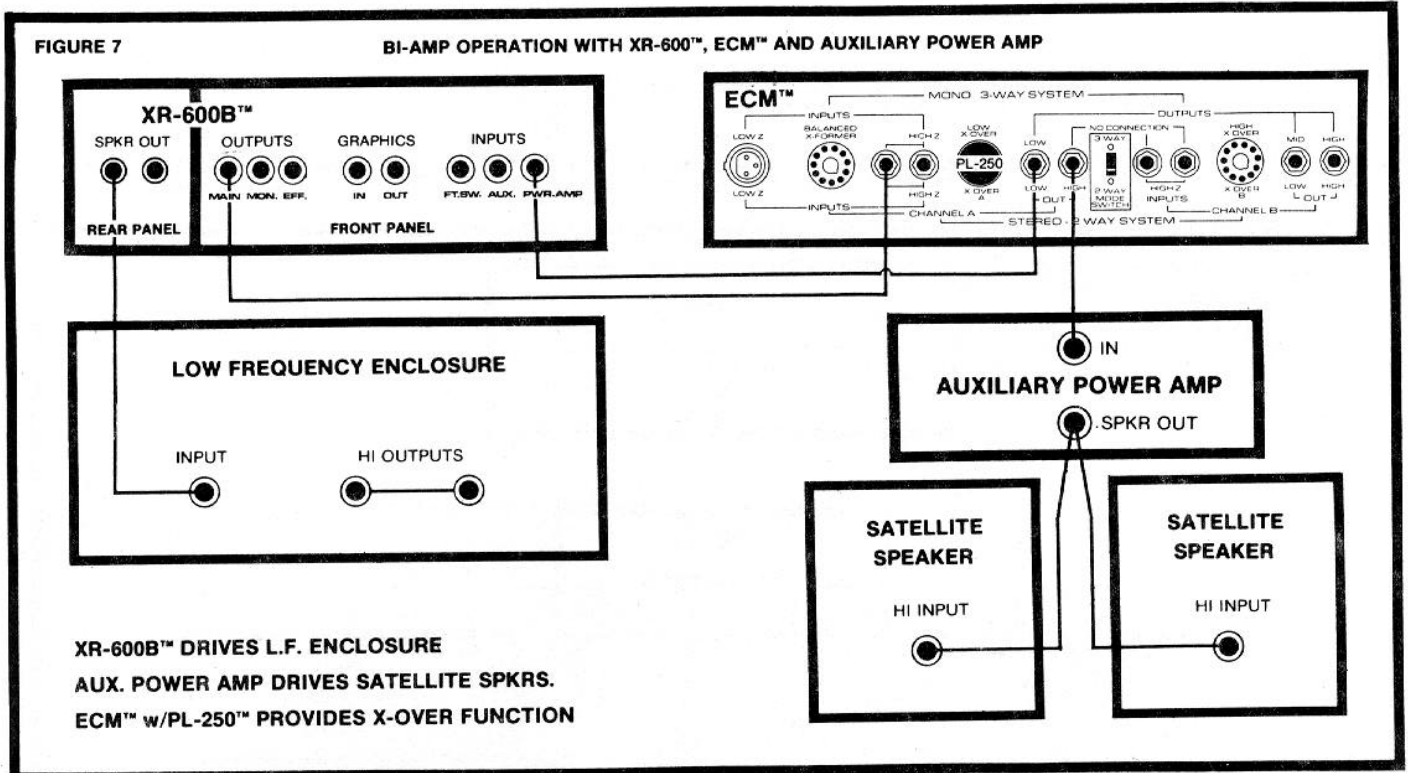 FIGURE 7
BI-AMP OPERATION WITH XR-600™, ECM™ AND AUXILIARY POWER AMP
XR-600B™
SPKR OUT
OUTPUTS
GRAPHICS
INPUTS
MAIN MON. EFF.
IN OUT
FT.SW. AUX. PWR.AMP
REAR PANEL
FRONT PANEL
ECM™
MONO 3-WAY SYSTEM
INPUTS
OUTPUTS
LOW Z
BALANCED
X-FORMER
HIGH Z
LOW
X OVER
LOW
NO CONNECTION
3 WAY
HIGH
X OVER
MID
HIGH
PL-250
LOW Z
HIGH Z
X OVER
A
LOW
HIGH
OUT
2 WAY
MODE
SWITCH
HIGH Z
INPUTS
X OVER
B
LOW
HIGH
OUT
INPUTS
CHANNEL A
CHANNEL B
STEREO - 2 WAY SYSTEM
LOW FREQUENCY ENCLOSURE
INPUT
HI OUTPUTS
IN
AUXILIARY POWER AMP
SPKR OUT
SATELLITE
SPEAKER
HI INPUT
SATELLITE
SPEAKER
HI INPUT
XR-600B™ DRIVES L.F. ENCLOSURE
AUX. POWER AMP DRIVES SATELLITE SPKRS.
ECM™ w/PL-250™ PROVIDES X-OVER FUNCTION